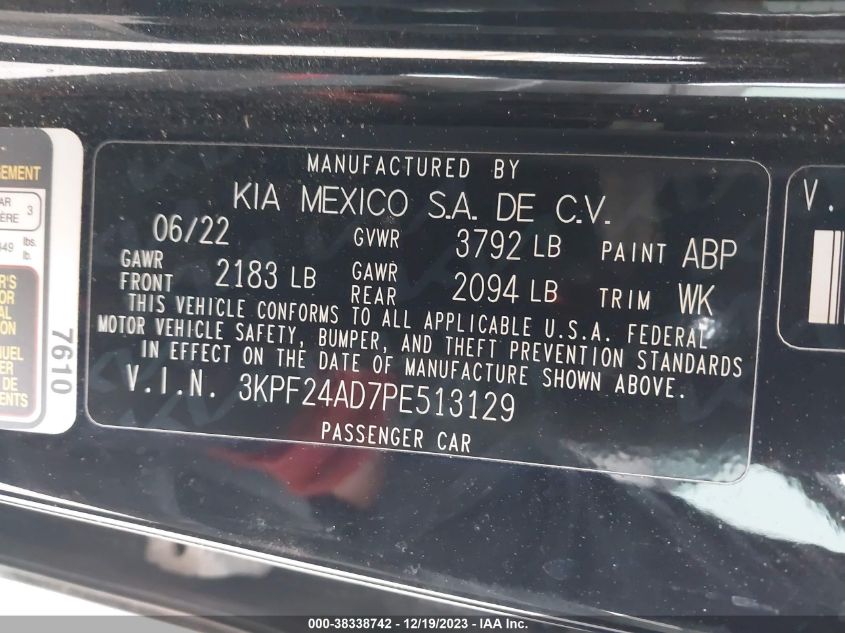 MANUFACTURED BY
KIA MEXICO S.A. DE C.V.
06/22 GVWR 3792 LB PAINT ABP
GAWR FRONT 2183 LB GAWR REAR 2094 LB TRIM WK
THIS VEHICLE CONFORMS TO ALL APPLICABLE U.S.A. FEDERAL
MOTOR VEHICLE SAFETY, BUMPER, AND THEFT PREVENTION STANDARDS
IN EFFECT ON THE DATE OF MANUFACTURE SHOWN ABOVE.
V.I.N. 3KPF24AD7PE513129
PASSENGER CAR
3
lbs.
lb.
7610
V.
000-38338742 - 12/19/2023 - IAA Inc.